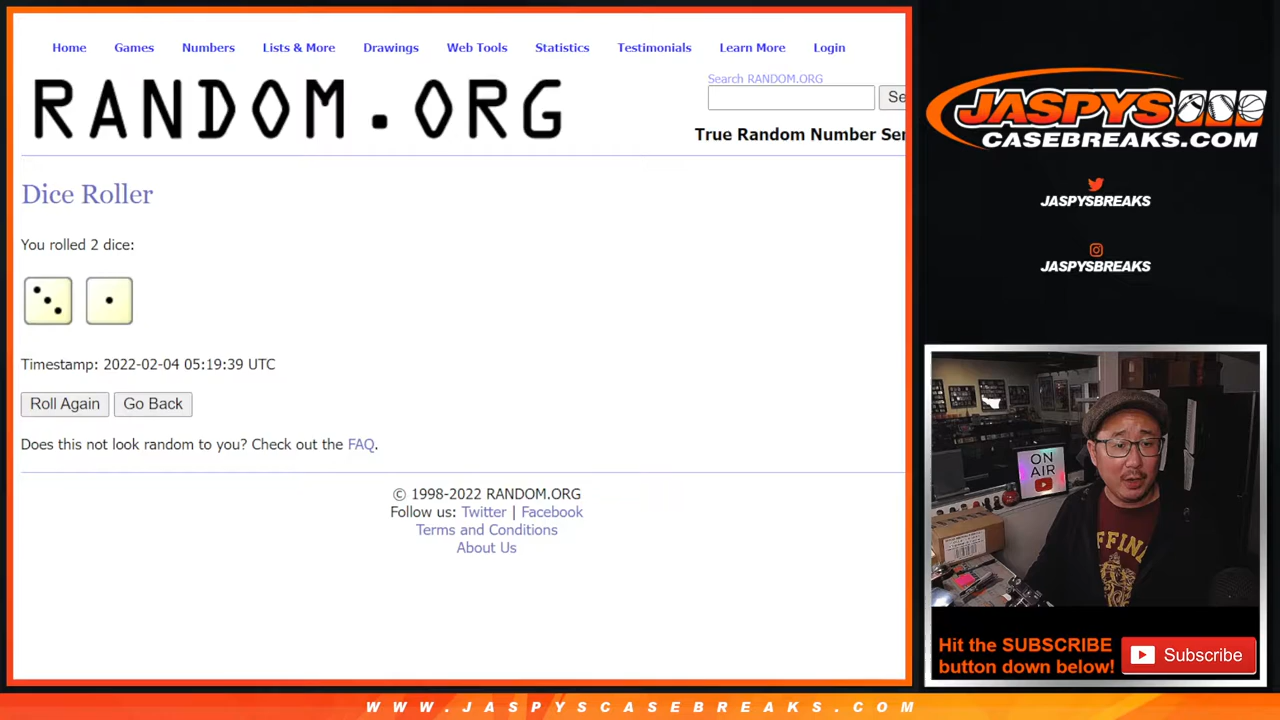 Home Games Numbers Lists & More Drawings Web Tools Statistics Testimonials Learn More Login
RANDOM.ORG
Search RANDOM.ORG
Se
True Random Number Ser
Dice Roller
You rolled 2 dice:
Timestamp: 2022-02-04 05:19:39 UTC
Roll Again Go Back
Does this not look random to you? Check out the FAQ.
© 1998-2022 RANDOM.ORG
Follow us: Twitter | Facebook
Terms and Conditions
About Us
JASPYS
CASEBREAKS.COM
JASPYSBREAKS
JASPYSBREAKS
ON
AIR
Hit the SUBSCRIBE
button down below!
Subscribe
WWW.JASPYSCASEBREAKS.COM